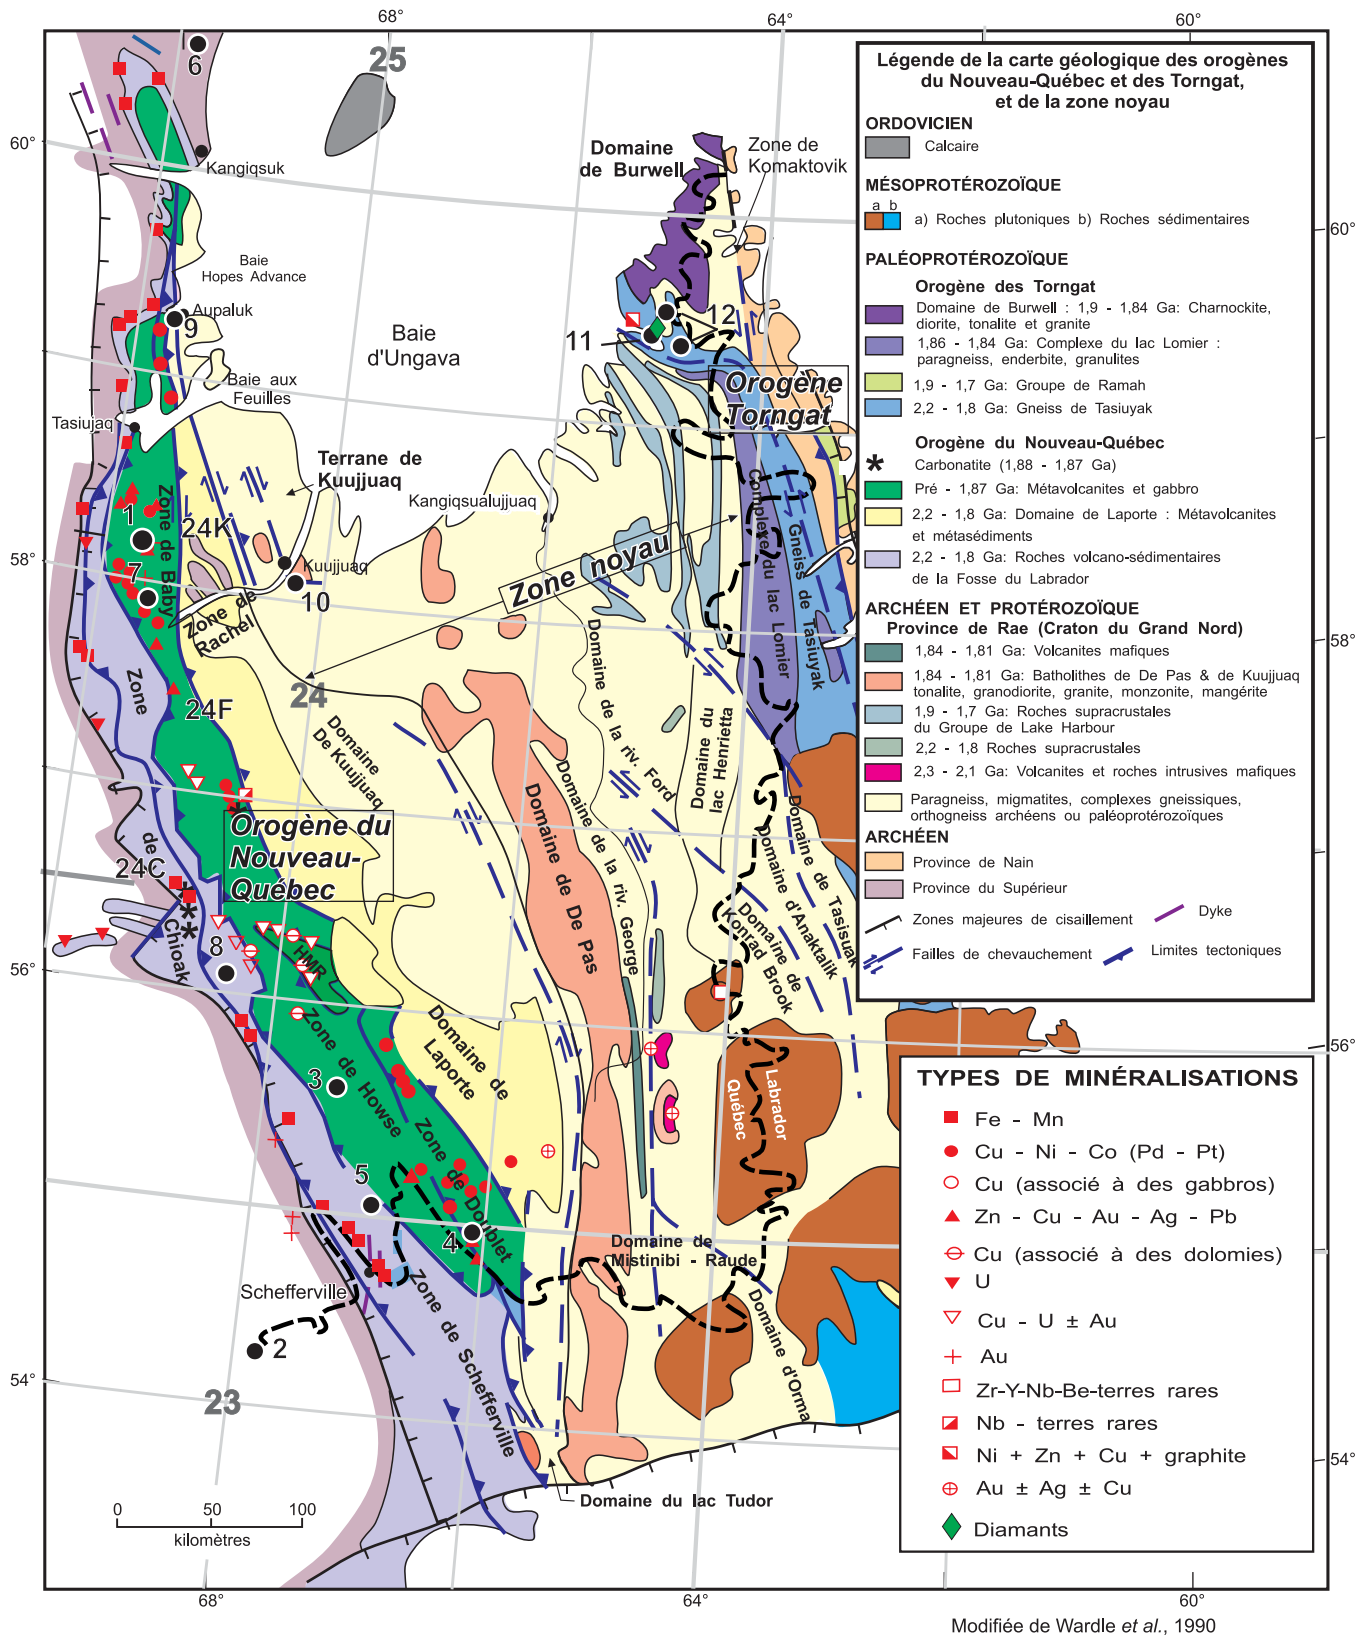 68°
64°
60°
6
25
60°
Kangiqsuk
Domaine
de Burwell
Zone de
Komaktovik
60°
Baie
Hopes Advance
Aupaluk
9
Baie
d'Ungava
11
12
Baie aux
Feuilles
Orogène
Torngat
Tasiujaq
Terrane de
Kuujjuaq
Kangiqsualujjuaq
1
24K
Zone de Baby
Complexe du lac Lomier
Gneiss de Tasiuyak
58°
7
Kuujjuaq
10
Zone noyau
Zone de
Rachel
58°
24
24F
Zone de Chioak
Domaine
De Kuujjuaq
Domaine de la riv. Ford
Domaine du
lac Henrietta
Domaine de De Pas
Domaine de la riv. George
Domaine de Tasisuak
Domaine d'Anaktalik
Domaine de
Konrad Brook
Orogène du
Nouveau-
Québec
24C
8
HMR
56°
56°
Zone de Howse
Domaine de
Laporte
3
Québec
Labrador
Zone de Doublet
5
4
Domaine de
Mistinibi - Raude
Schefferville
2
Zone de Schefferville
Domaine d'Orma
54°
23
54°
Domaine du lac Tudor
0 50 100
kilomètres
68°
64°
60°
Modifiée de Wardle et al., 1990
Légende de la carte géologique des orogènes
du Nouveau-Québec et des Torngat,
et de la zone noyau
ORDOVICIEN
Calcaire
MÉSOPROTÉROZOÏQUE
a b
a) Roches plutoniques b) Roches sédimentaires
PALÉOPROTÉROZOÏQUE
Orogène des Torngat
Domaine de Burwell : 1,9 - 1,84 Ga: Charnockite,
diorite, tonalite et granite
1,86 - 1,84 Ga: Complexe du lac Lomier :
paragneiss, enderbite, granulites
1,9 - 1,7 Ga: Groupe de Ramah
2,2 - 1,8 Ga: Gneiss de Tasiuyak
Orogène du Nouveau-Québec
* Carbonatite (1,88 - 1,87 Ga)
Pré - 1,87 Ga: Métavolcanites et gabbro
2,2 - 1,8 Ga: Domaine de Laporte : Métavolcanites
et métasédiments
2,2 - 1,8 Ga: Roches volcano-sédimentaires
de la Fosse du Labrador
ARCHÉEN ET PROTÉROZOÏQUE
Province de Rae (Craton du Grand Nord)
1,84 - 1,81 Ga: Volcanites mafiques
1,84 - 1,81 Ga: Batholithes de De Pas & de Kuujjuaq
tonalite, granodiorite, granite, monzonite, mangérite
1,9 - 1,7 Ga: Roches supracrustales
du Groupe de Lake Harbour
2,2 - 1,8 Roches supracrustales
2,3 - 2,1 Ga: Volcanites et roches intrusives mafiques
Paragneiss, migmatites, complexes gneissiques,
orthogneiss archéens ou paléoprotérozoïques
ARCHÉEN
Province de Nain
Province du Supérieur
Zones majeures de cisaillement
Dyke
Failles de chevauchement
Limites tectoniques
TYPES DE MINÉRALISATIONS
Fe - Mn
Cu - Ni - Co (Pd - Pt)
Cu (associé à des gabbros)
Zn - Cu - Au - Ag - Pb
Cu (associé à des dolomies)
U
Cu - U ± Au
Au
Zr-Y-Nb-Be-terres rares
Nb - terres rares
Ni + Zn + Cu + graphite
Au ± Ag ± Cu
Diamants